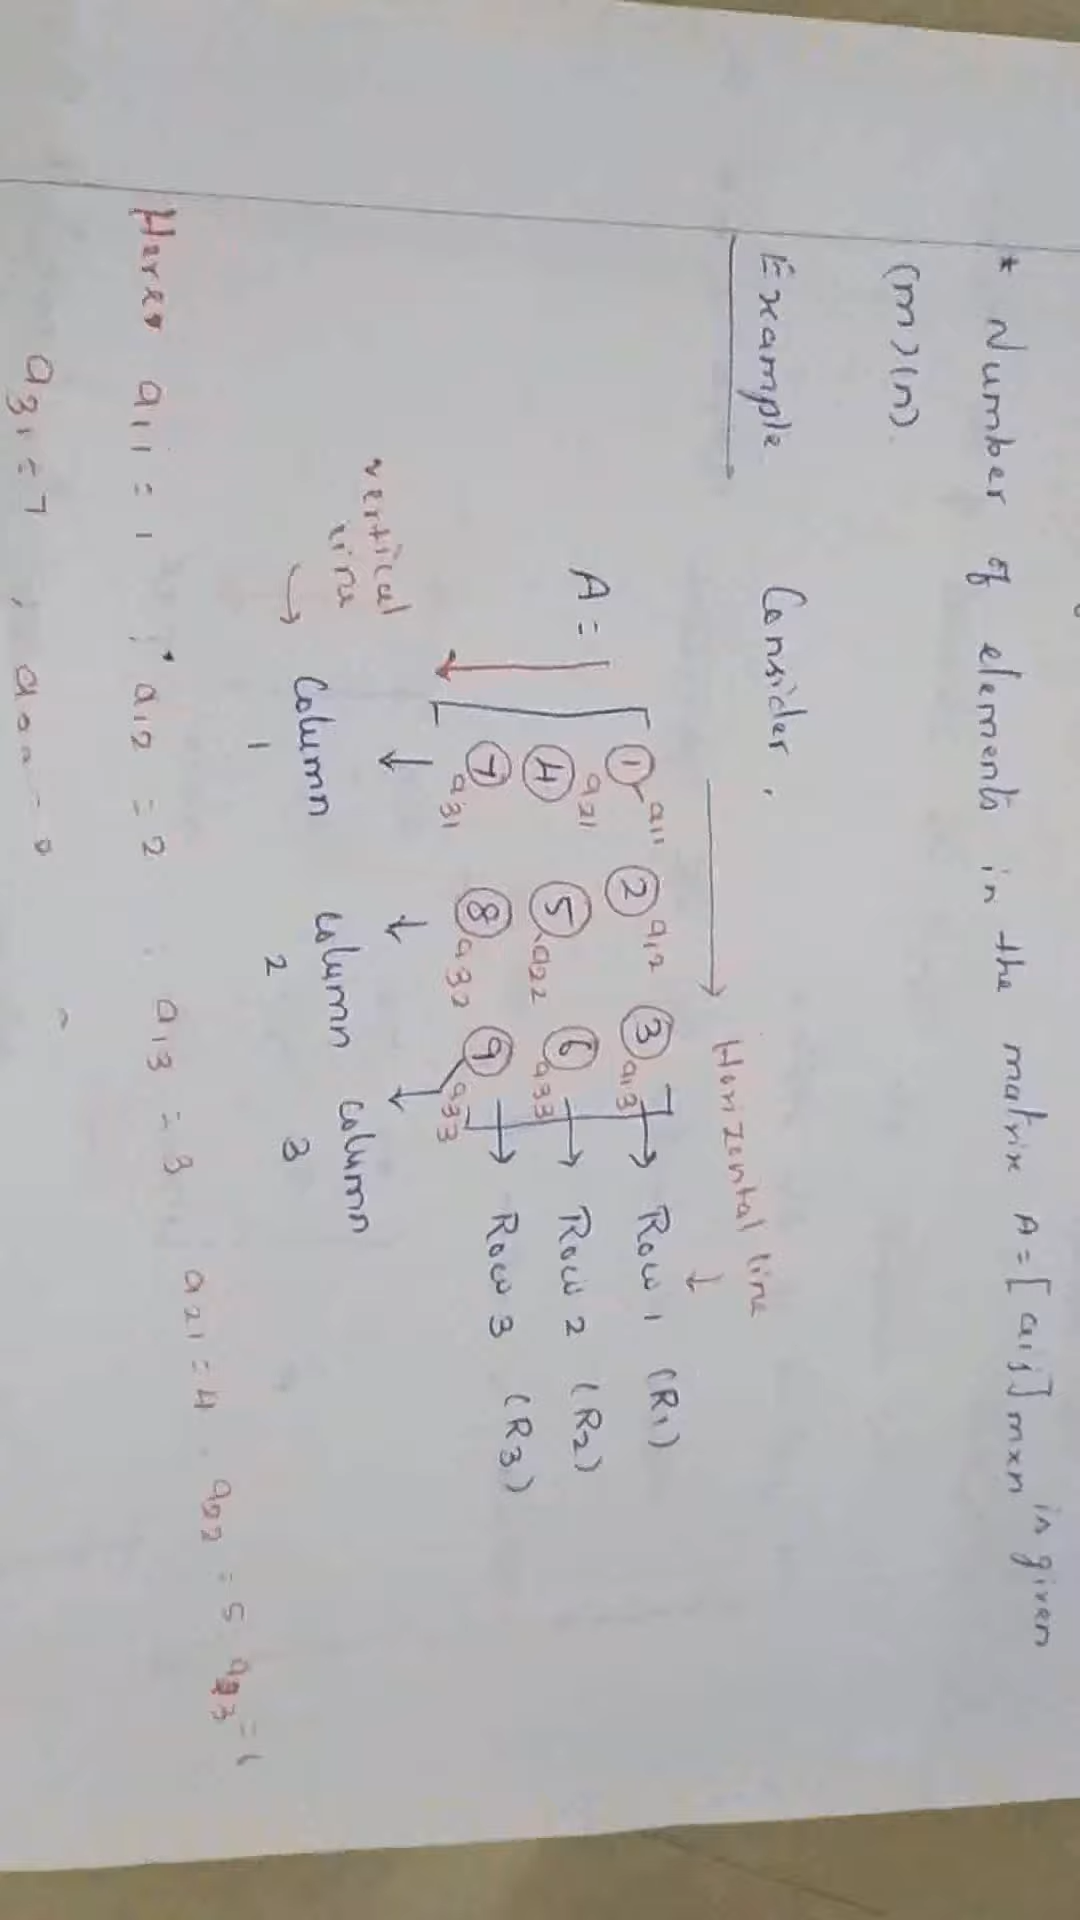 * Number of elements in the matrix A = [aij] mxn is given
(m)(n).
Example Consider,
Horizental line
↓
A = [ 1 a11 2 a12 3 a13 ] → Row 1 (R1)
4 a21 5 a22 6 a33 → Row 2 (R2)
7 a31 8 a32 9 a33 → Row 3 (R3)
vertical
line
↓ ↓ ↓
→ Column Column Column
1 2 3
Here, a11 = 1, a12 = 2, a13 = 3, a21 = 4, a22 = 5
a31 = 7,